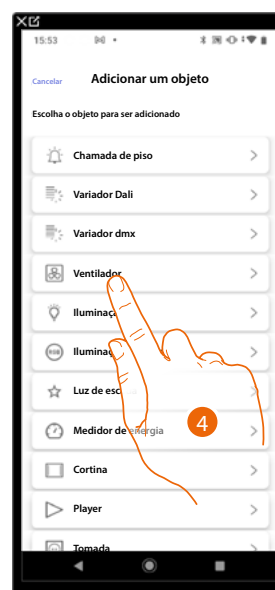 15:53
Cancelar Adicionar um objeto
Escolha o objeto para ser adicionado
Chamada de piso
Variador Dali
Variador dmx
Ventilador
Luz de
Medidor de energia
4
Cortina
Player
Tomada
RGB